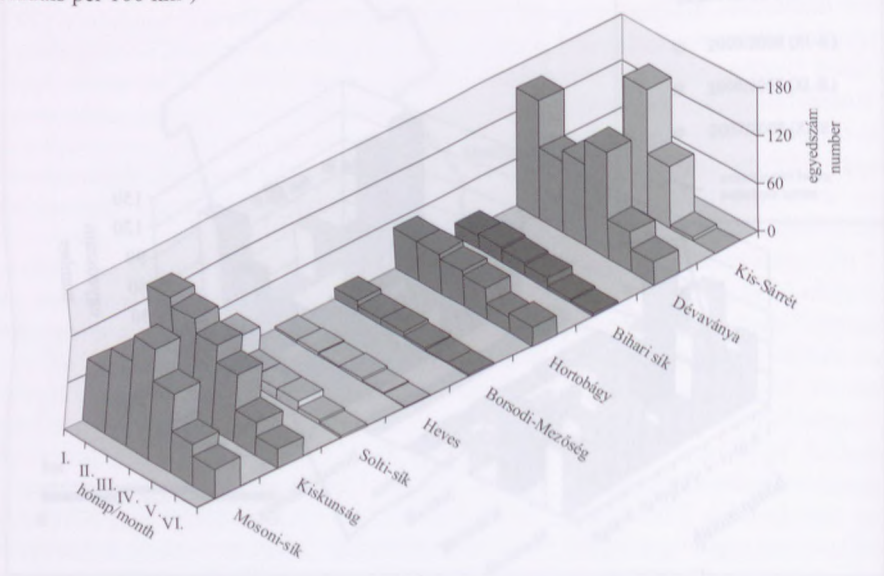 180
120
60
0
egyedszám
number
Kis-Sárrét
Dévaványa
Bihari sík
Hortobágy
Borsodi-Mezőség
Heves
Solti-sík
Kiskunság
Mosoni-sík
I.
II.
III.
IV.
V.
VI.
hónap/month